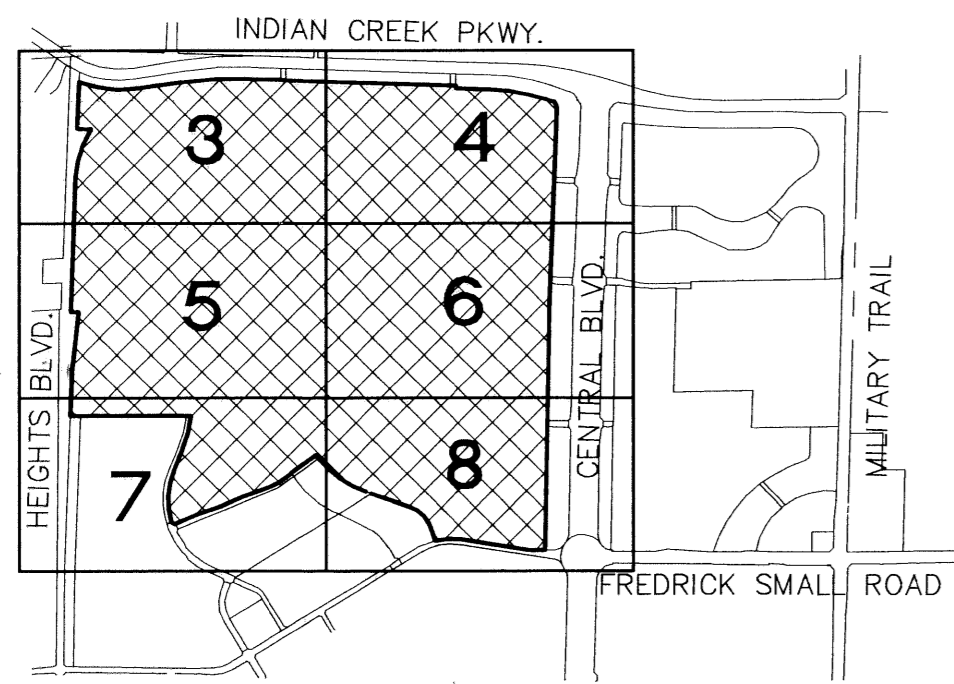 INDIAN CREEK PKWY.
3
4
5
6
HEIGHTS BLVD.
CENTRAL BLVD.
MILITARY TRAIL
7
8
FREDRICK SMALL ROAD